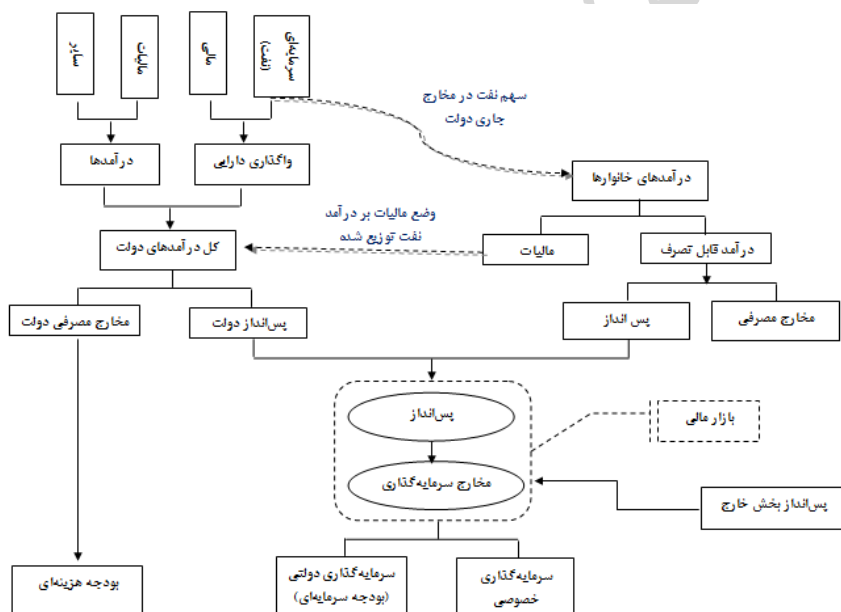 سرمایه‌ای
(نفت)
مالی
مالیات
سایر
سهم نفت در مخارج
جاری دولت
درآمدهای خانوارها
واگذاری دارایی
درآمدها
وضع مالیات بر درآمد
نفت توزیع شده
درآمد قابل تصرف
مالیات
کل درآمدهای دولت
مخارج مصرفی
پس انداز
پس‌انداز دولت
مخارج مصرفی دولت
پس‌انداز
بازار مالی
مخارج سرمایه‌گذاری
پس‌انداز بخش خارج
سرمایه‌گذاری
خصوصی
سرمایه‌گذاری دولتی
(بودجه سرمایه‌ای)
بودجه هزینه‌ای